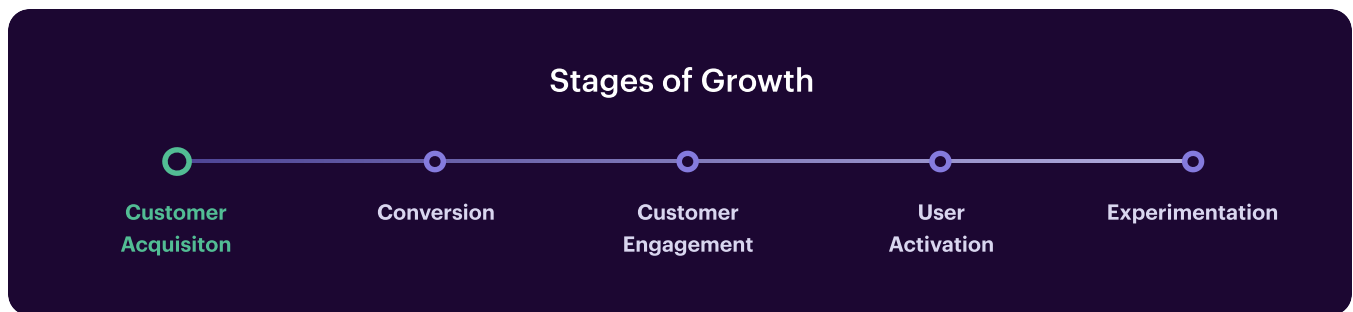 Stages of Growth
Customer
Acquisiton
Conversion
Customer
Engagement
User
Activation
Experimentation